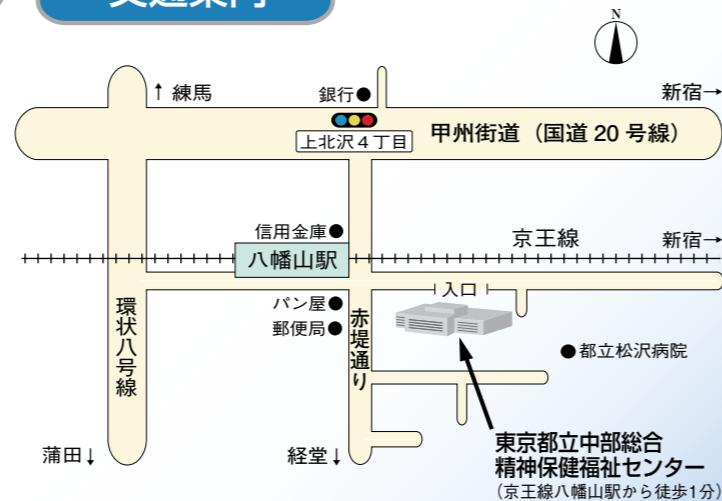 交通案内
N
↑ 練馬
銀行●
新宿→
上北沢4丁目
甲州街道（国道 20 号線）
信用金庫●
京王線
新宿→
八幡山駅
入口
パン屋●
郵便局●
環状八号線
赤堤通り
●都立松沢病院
蒲田↓
経堂↓
東京都立中部総合
精神保健福祉センター
（京王線八幡山駅から徒歩1分）